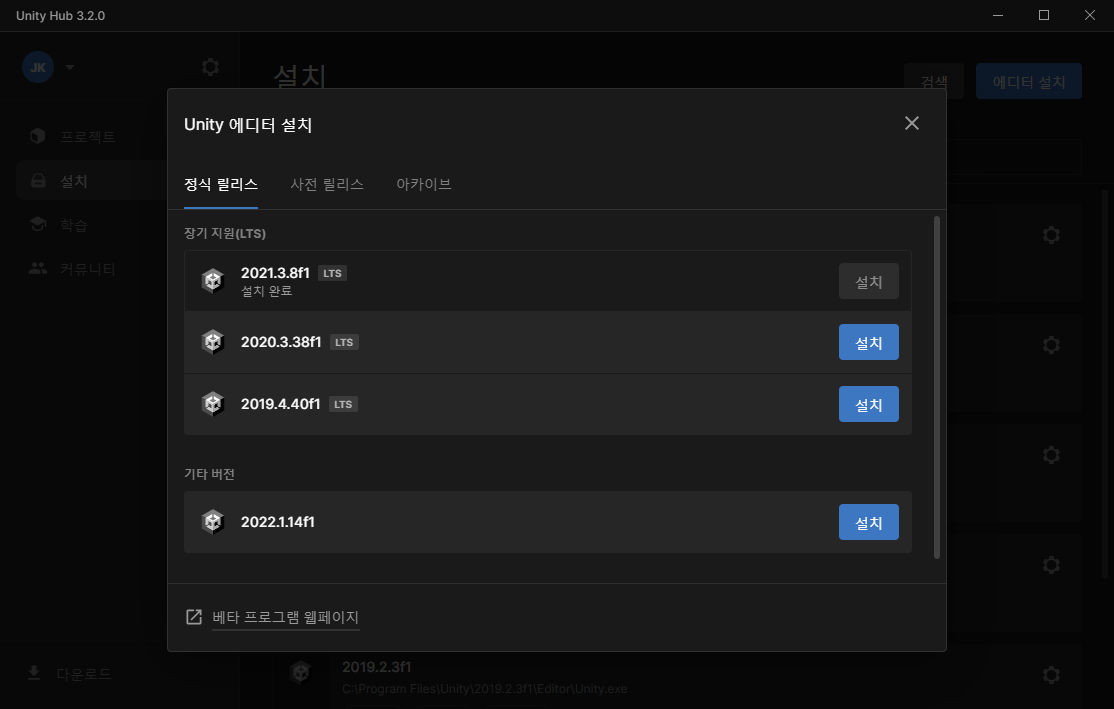 Unity Hub 3.2.0
JK
설치
검색
에디터 설치
프로젝트
설치
학습
커뮤니티
다운로드
Unity 에디터 설치
정식 릴리스
사전 릴리스
아카이브
장기 지원(LTS)
2021.3.8f1 LTS
설치 완료
설치
2020.3.38f1 LTS
설치
2019.4.40f1 LTS
설치
기타 버전
2022.1.14f1
설치
베타 프로그램 웹페이지
2019.2.3f1
C:\Program Files\Unity\2019.2.3f1\Editor\Unity.exe